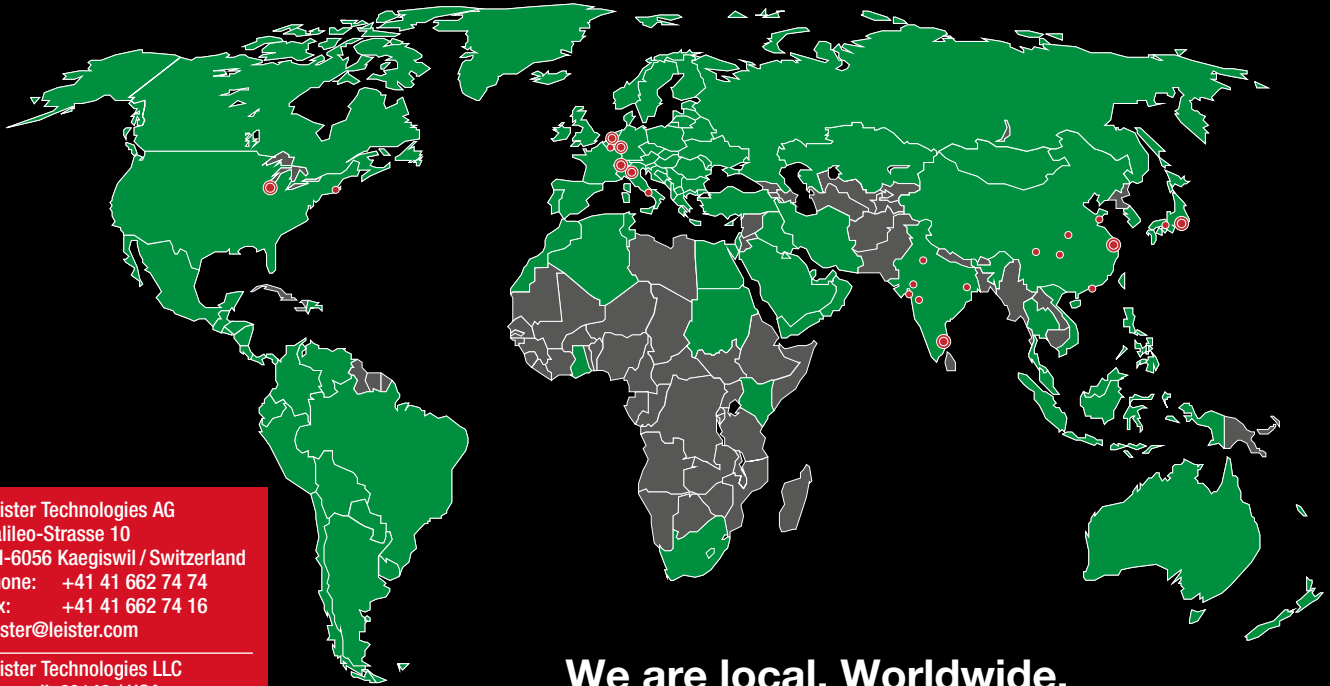 ister Technologies AG
alileo-Strasse 10
-6056 Kaegiswil / Switzerland
one: +41 41 662 74 74
x: +41 41 662 74 16
ster@leister.com
ister Technologies LLC
We are local. Worldwide.